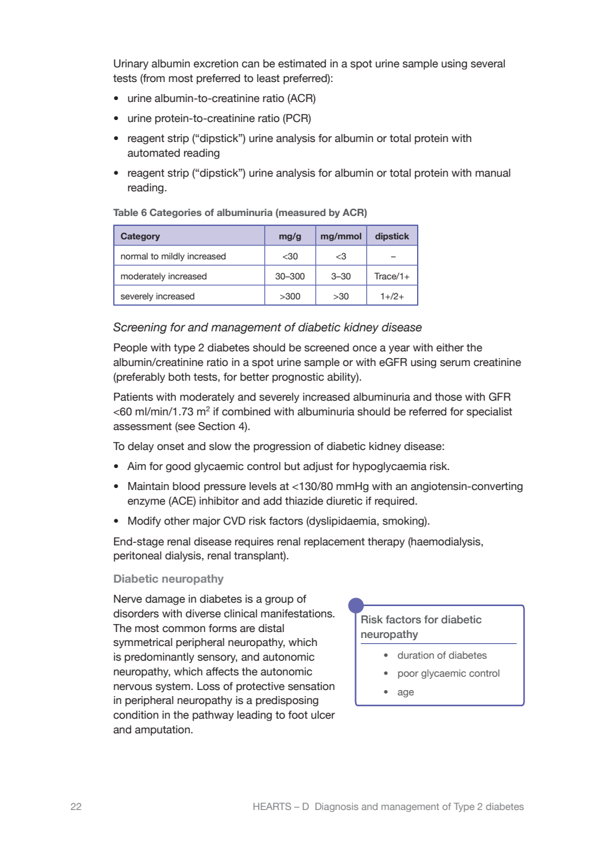 Urinary albumin excretion can be estimated in a spot urine sample using several
tests (from most preferred to least preferred):
• urine albumin-to-creatinine ratio (ACR)
• urine protein-to-creatinine ratio (PCR)
• reagent strip (“dipstick”) urine analysis for albumin or total protein with
automated reading
• reagent strip (“dipstick”) urine analysis for albumin or total protein with manual
reading.
Table 6 Categories of albuminuria (measured by ACR)
Category mg/g mg/mmol dipstick
normal to mildly increased <30 <3 –
moderately increased 30–300 3–30 Trace/1+
severely increased >300 >30 1+/2+
Screening for and management of diabetic kidney disease
People with type 2 diabetes should be screened once a year with either the
albumin/creatinine ratio in a spot urine sample or with eGFR using serum creatinine
(preferably both tests, for better prognostic ability).
Patients with moderately and severely increased albuminuria and those with GFR
<60 ml/min/1.73 m² if combined with albuminuria should be referred for specialist
assessment (see Section 4).
To delay onset and slow the progression of diabetic kidney disease:
• Aim for good glycaemic control but adjust for hypoglycaemia risk.
• Maintain blood pressure levels at <130/80 mmHg with an angiotensin-converting
enzyme (ACE) inhibitor and add thiazide diuretic if required.
• Modify other major CVD risk factors (dyslipidaemia, smoking).
End-stage renal disease requires renal replacement therapy (haemodialysis,
peritoneal dialysis, renal transplant).
Diabetic neuropathy
Nerve damage in diabetes is a group of
disorders with diverse clinical manifestations.
The most common forms are distal
symmetrical peripheral neuropathy, which
is predominantly sensory, and autonomic
neuropathy, which affects the autonomic
nervous system. Loss of protective sensation
in peripheral neuropathy is a predisposing
condition in the pathway leading to foot ulcer
and amputation.
Risk factors for diabetic
neuropathy
• duration of diabetes
• poor glycaemic control
• age
22 HEARTS – D Diagnosis and management of Type 2 diabetes